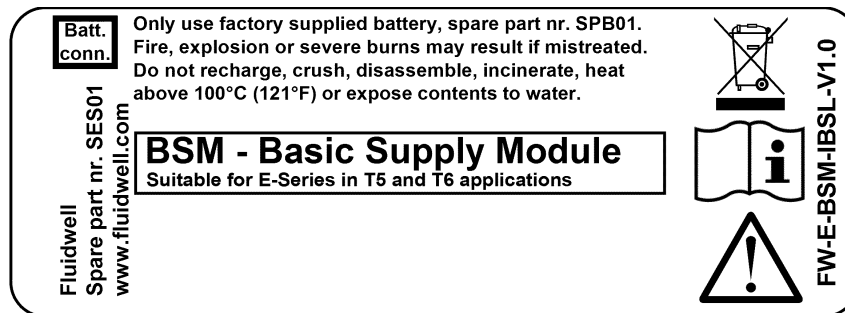 Batt.
conn.
Only use factory supplied battery, spare part nr. SPB01.
Fire, explosion or severe burns may result if mistreated.
Do not recharge, crush, disassemble, incinerate, heat
above 100°C (121°F) or expose contents to water.
BSM - Basic Supply Module
Suitable for E-Series in T5 and T6 applications
Fluidwell
Spare part nr. SES01
www.fluidwell.com
FW-E-BSM-IBSL-V1.0